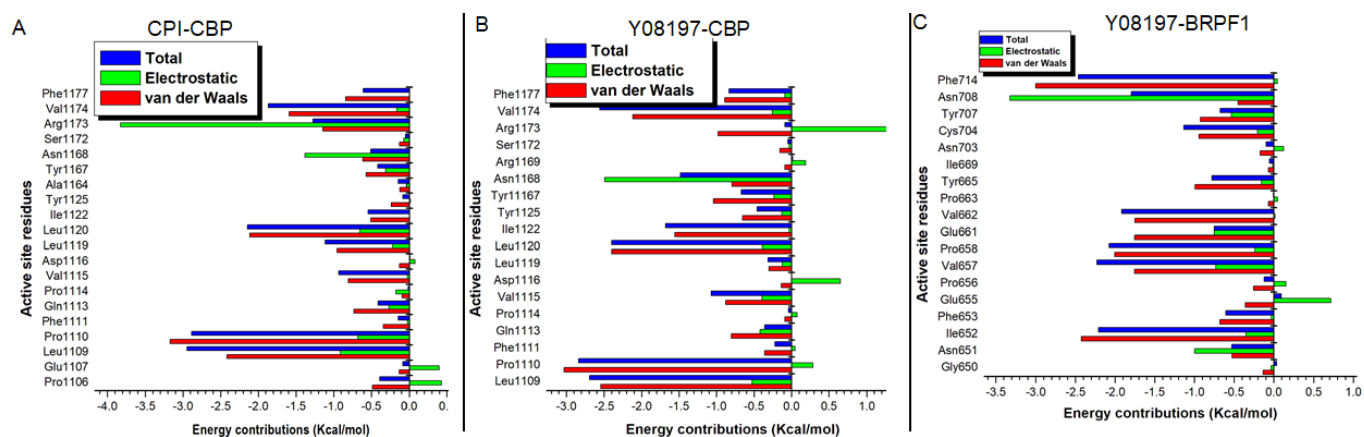 A
CPI-CBP
Total
Electrostatic
van der Waals
Active site residues
Phe1177
Val1174
Arg1173
Ser1172
Asn1168
Tyr1167
Ala1164
Tyr1125
Ile1122
Leu1120
Leu1119
Asp1116
Val1115
Pro1114
Gln1113
Phe1111
Pro1110
Leu1109
Glu1107
Pro1106
-4.0 -3.5 -3.0 -2.5 -2.0 -1.5 -1.0 -0.5 0.0 0.
Energy contributions (Kcal/mol)
B
Y08197-CBP
Total
Electrostatic
van der Waals
Active site residues
Phe1177
Val1174
Arg1173
Ser1172
Arg1169
Asn1168
Tyr11167
Tyr1125
Ile1122
Leu1120
Leu1119
Asp1116
Val1115
Pro1114
Gln1113
Phe1111
Pro1110
Leu1109
-3.0 -2.5 -2.0 -1.5 -1.0 -0.5 0.0 0.5 1.0
Energy contributions (Kcal/mol)
C
Y08197-BRPF1
Total
Electrostatic
van der Waals
Active site residues
Phe714
Asn708
Tyr707
Cys704
Asn703
Ile669
Tyr665
Pro663
Val662
Glu661
Pro658
Val657
Pro656
Glu655
Phe653
Ile652
Asn651
Gly650
-3.5 -3.0 -2.5 -2.0 -1.5 -1.0 -0.5 0.0 0.5 1.0
Energy contributions (Kcal/mol)